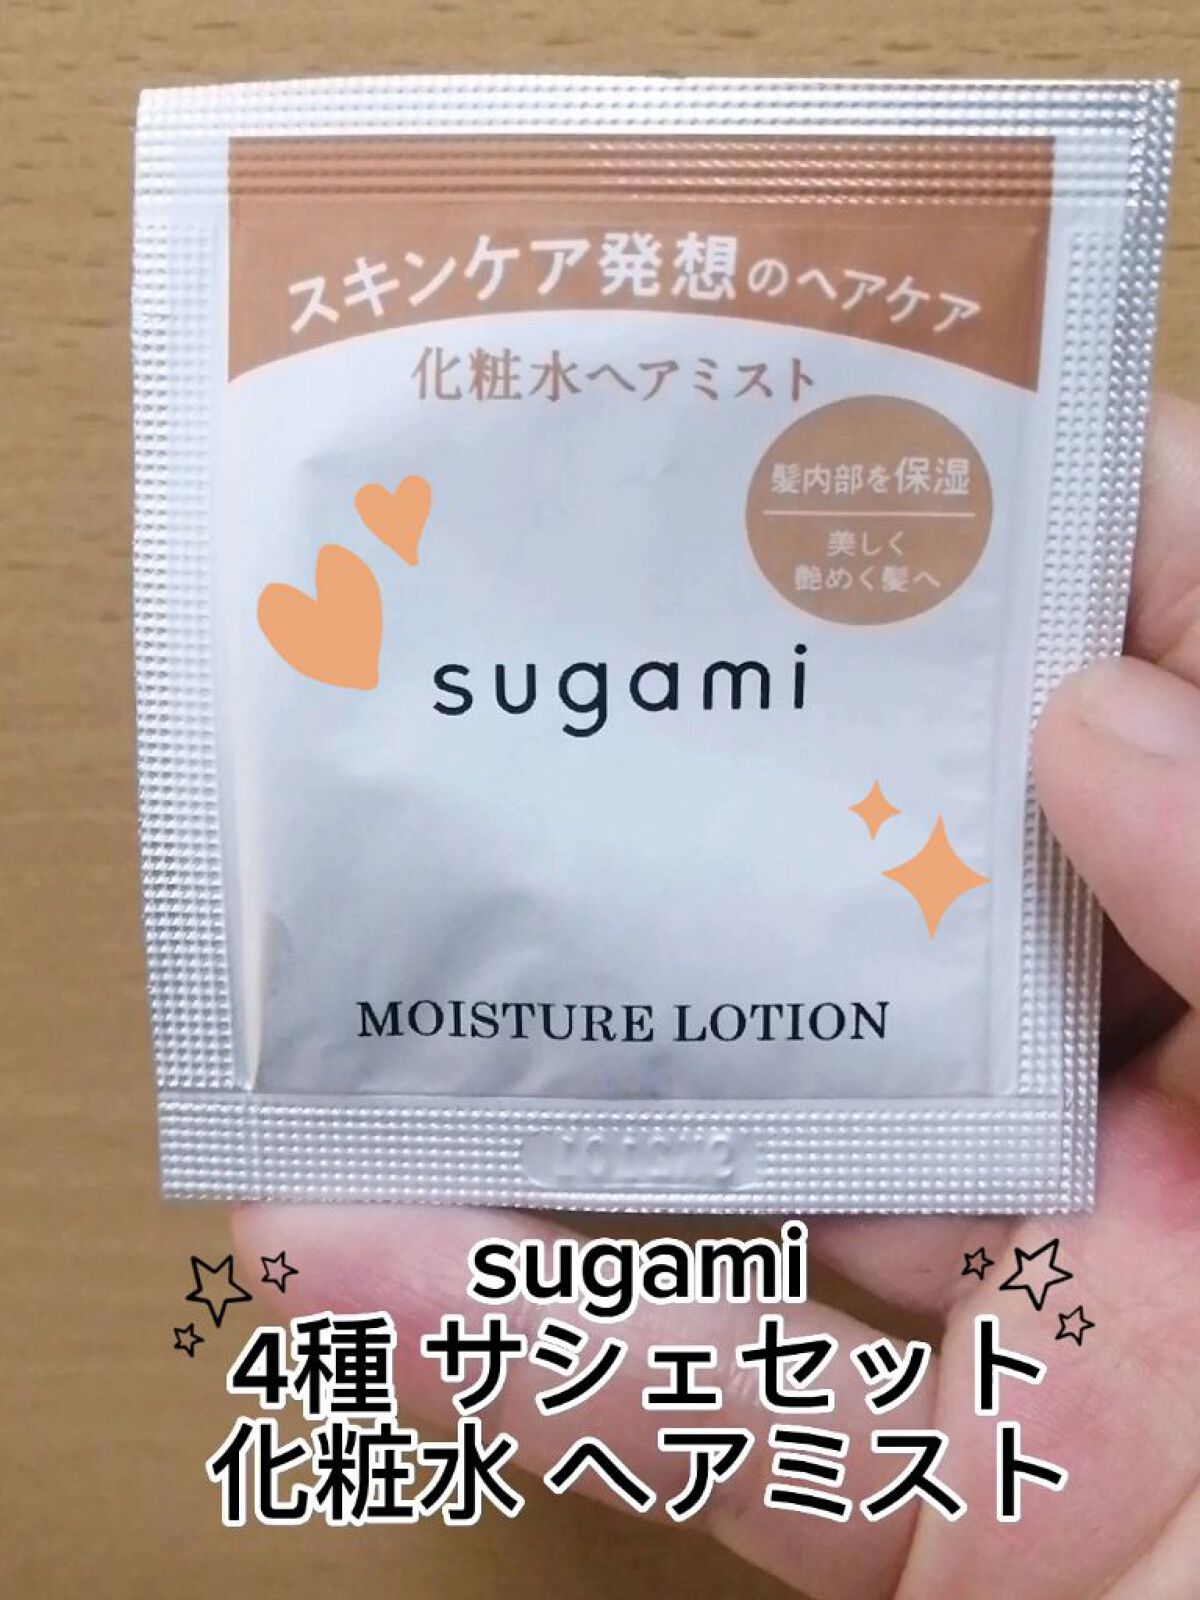 スキンケア発想のヘアケア
化粧水ヘアミスト
髪内部を保湿
美しく
艶めく髪へ
sugami
MOISTURE LOTION
sugami
4種 サシェセット
化粧水 ヘアミスト